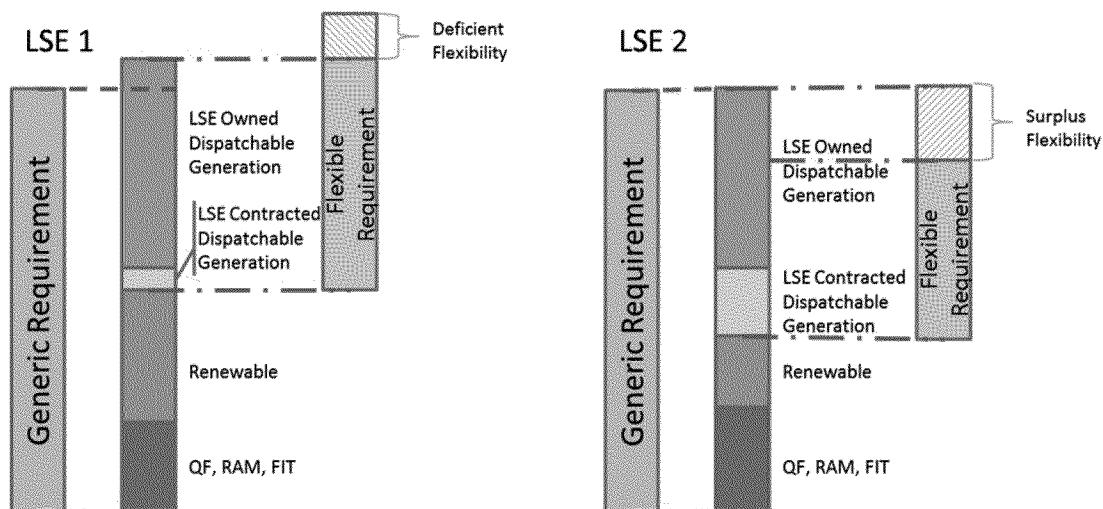 LSE 1
Generic Requirement
LSE Owned
Dispatchable
Generation
LSE Contracted
Dispatchable
Generation
Renewable
QF, RAM, FIT
Flexible
Requirement
Deficient
Flexibility
LSE 2
Generic Requirement
LSE Owned
Dispatchable
Generation
LSE Contracted
Dispatchable
Generation
Renewable
QF, RAM, FIT
Flexible
Requirement
Surplus
Flexibility